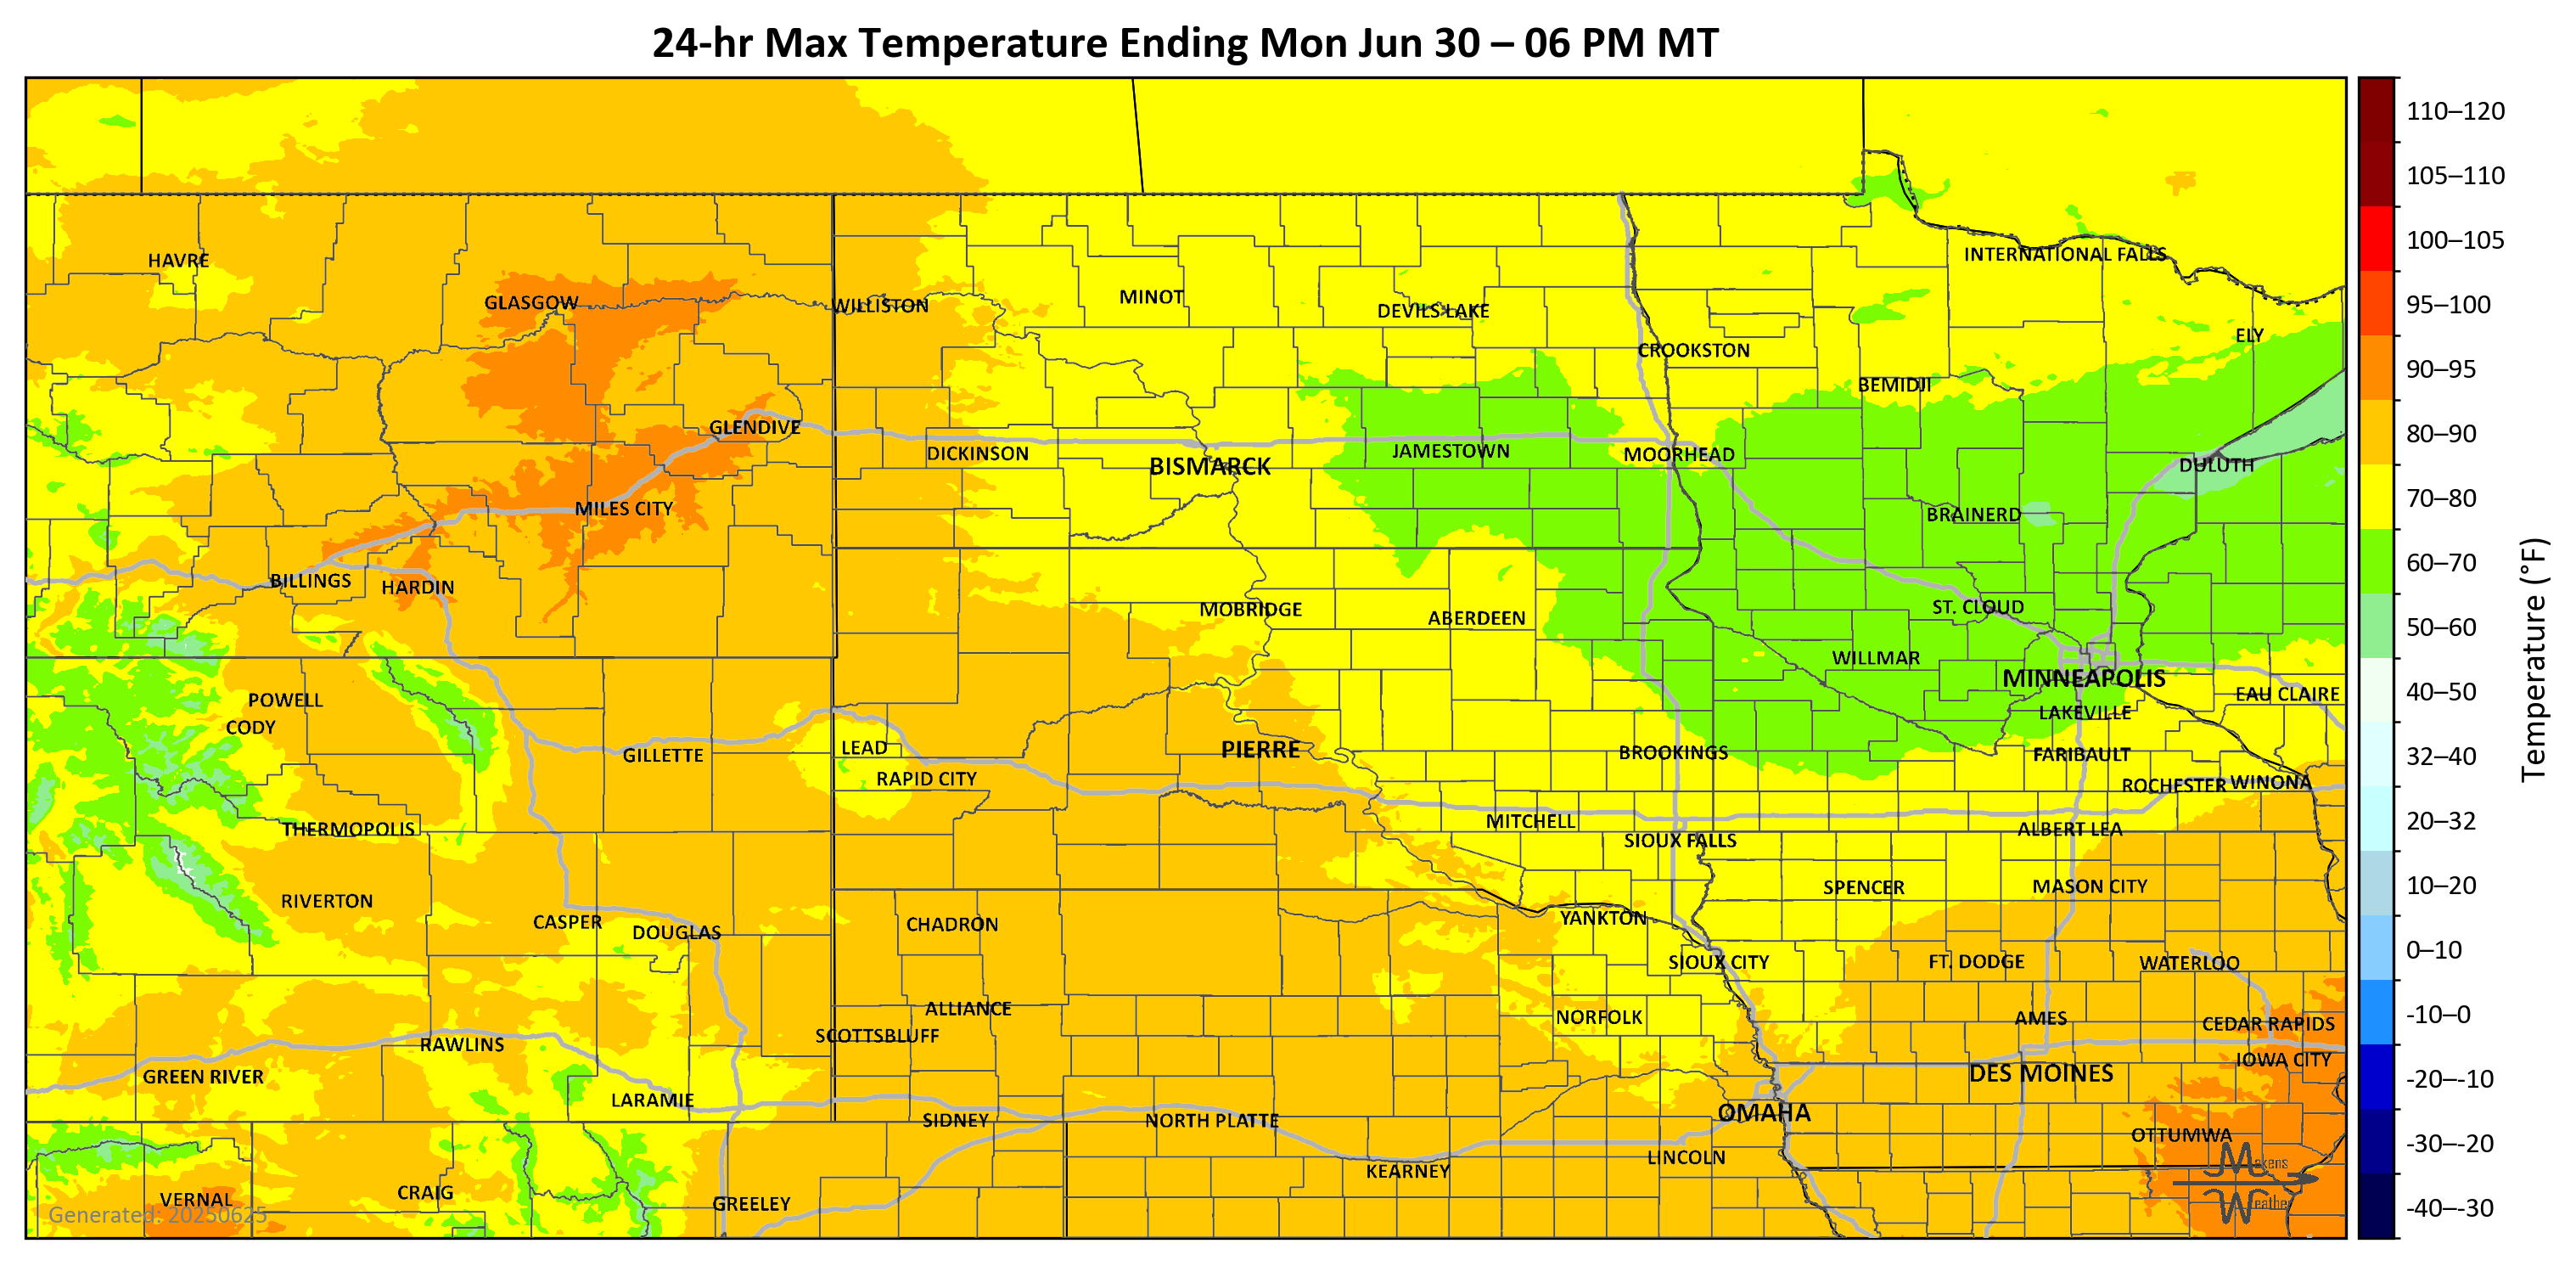 24-hr Max Temperature Ending Mon Jun 30 – 06 PM MT
HAVRE
GLASGOW
WILLISTON
MINOT
DEVILS LAKE
INTERNATIONAL FALLS
ELY
CROOKSTON
BEMIDJI
GLENDIVE
DICKINSON
BISMARCK
JAMESTOWN
MOORHEAD
DULUTH
MILES CITY
BRAINERD
BILLINGS
HARDIN
MOBRIDGE
ABERDEEN
ST. CLOUD
WILLMAR
MINNEAPOLIS
POWELL
CODY
EAU CLAIRE
LAKEVILLE
GILLETTE
LEAD
PIERRE
BROOKINGS
FARIBAULT
RAPID CITY
ROCHESTER
WINONA
THERMOPOLIS
MITCHELL
SIOUX FALLS
ALBERT LEA
RIVERTON
CASPER
DOUGLAS
CHADRON
YANKTON
SPENCER
MASON CITY
SIOUX CITY
FT. DODGE
WATERLOO
ALLIANCE
SCOTTSBLUFF
NORFOLK
AMES
CEDAR RAPIDS
RAWLINS
GREEN RIVER
IOWA CITY
DES MOINES
LARAMIE
SIDNEY
NORTH PLATTE
OMAHA
OTTUMWA
KEARNEY
LINCOLN
VERNAL
CRAIG
GREELEY
Generated: 20250625
Makens
Weather
110–120
105–110
100–105
95–100
90–95
80–90
70–80
60–70
50–60
40–50
32–40
20–32
10–20
0–10
-10–0
-20–-10
-30–-20
-40–-30
Temperature (°F)